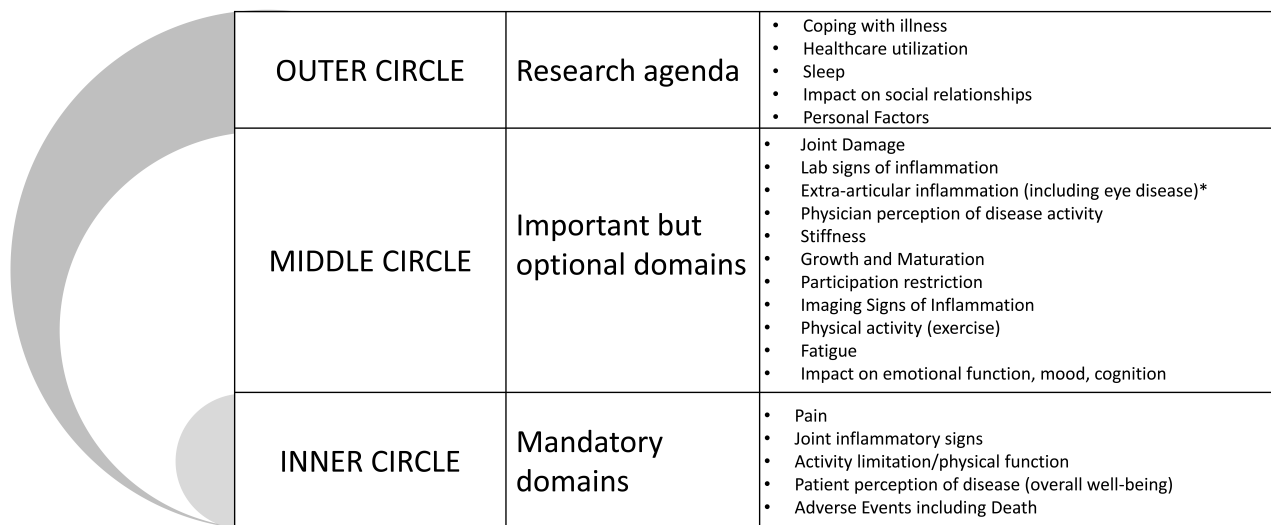 OUTER CIRCLE
Research agenda
• Coping with illness
• Healthcare utilization
• Sleep
• Impact on social relationships
• Personal Factors
MIDDLE CIRCLE
Important but
optional domains
• Joint Damage
• Lab signs of inflammation
• Extra-articular inflammation (including eye disease)*
• Physician perception of disease activity
• Stiffness
• Growth and Maturation
• Participation restriction
• Imaging Signs of Inflammation
• Physical activity (exercise)
• Fatigue
• Impact on emotional function, mood, cognition
INNER CIRCLE
Mandatory
domains
• Pain
• Joint inflammatory signs
• Activity limitation/physical function
• Patient perception of disease (overall well-being)
• Adverse Events including Death